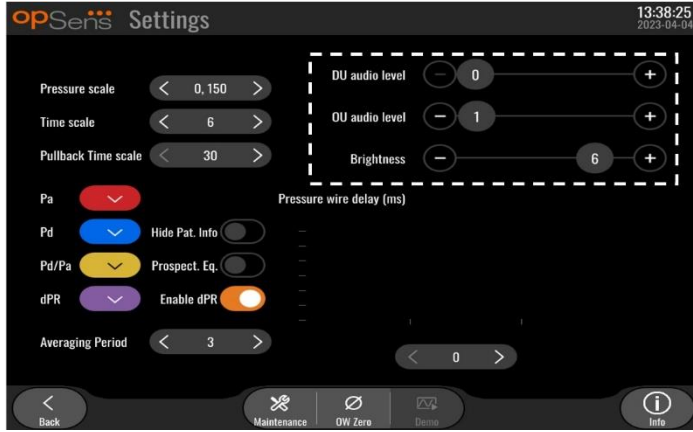 opSens Settings
13:38:25
2023-04-04
Pressure scale 0, 150
Time scale 6
Pullback Time scale 30
DU audio level 0
OU audio level 1
Brightness 6
Pa
Pd Hide Pat. Info
Pd/Pa Prospect. Eq.
dPR Enable dPR
Averaging Period 3
Pressure wire delay (ms)
0
Back
Maintenance
OW Zero
Demo
Info